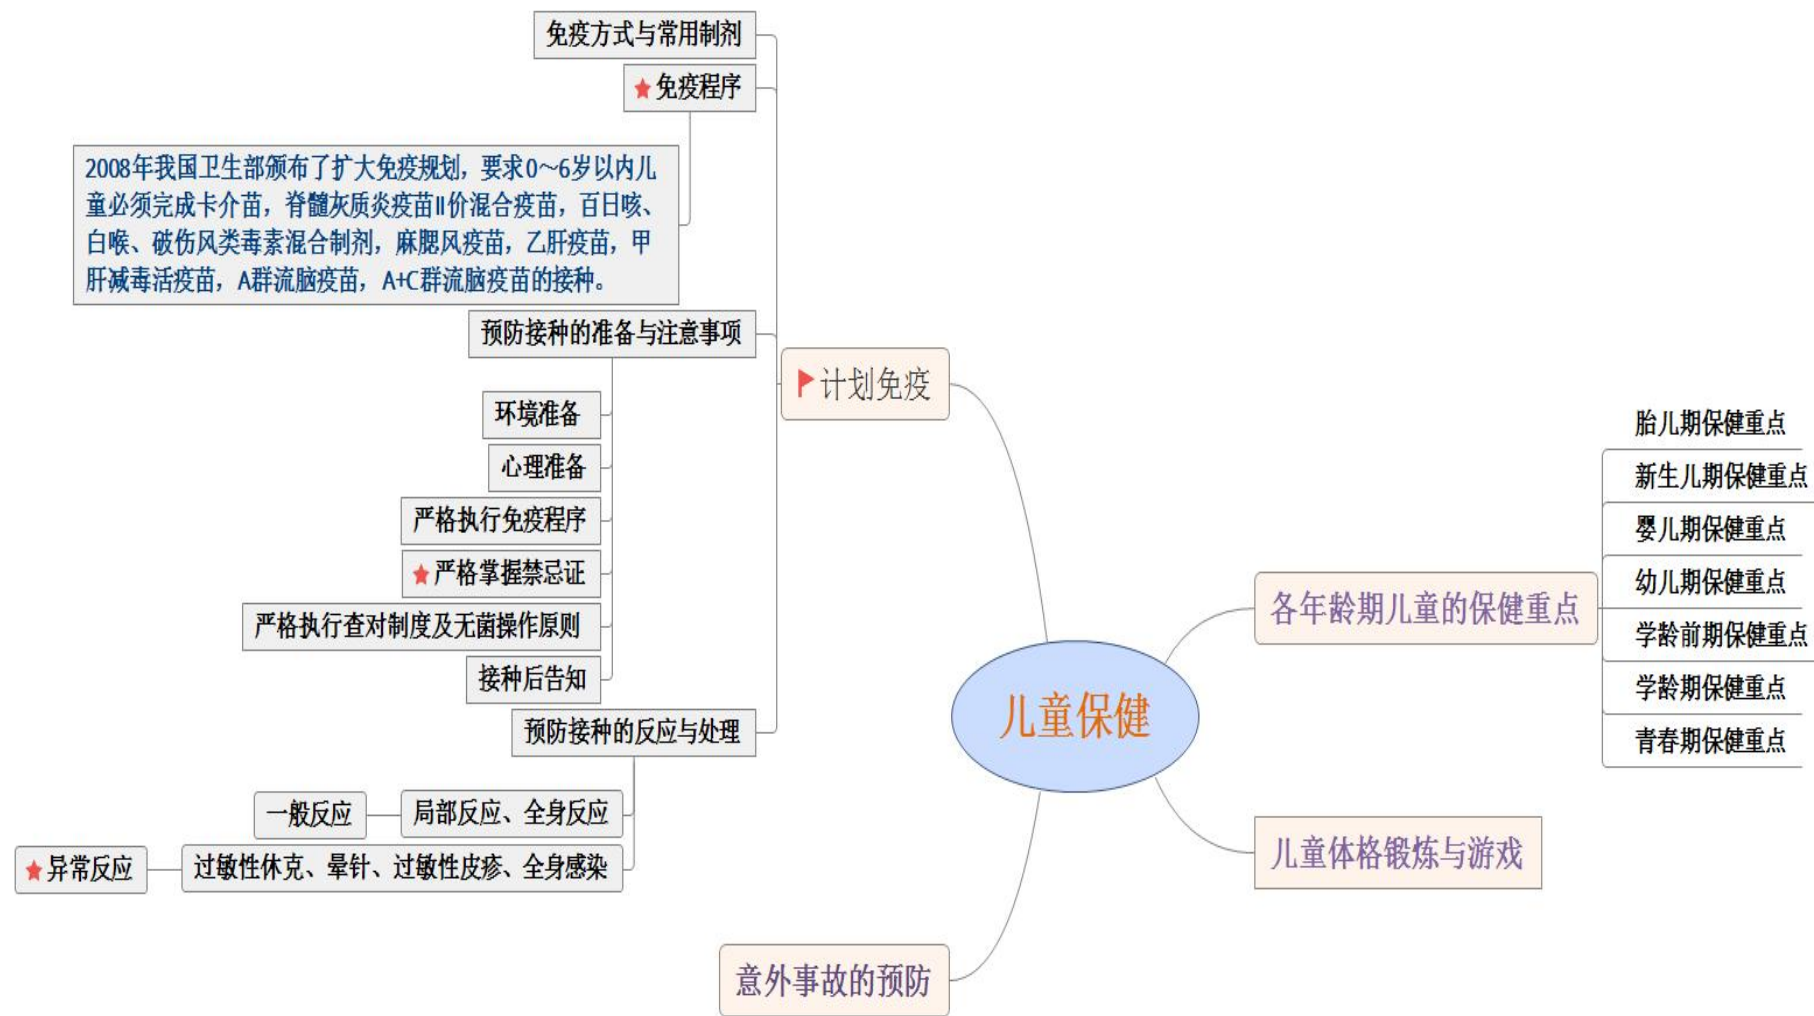 免疫方式与常用制剂
免疫程序
2008年我国卫生部颁布了扩大免疫规划，要求0～6岁以内儿
童必须完成卡介苗，脊髓灰质炎疫苗Ⅱ价混合疫苗，百日咳、
白喉、破伤风类毒素混合制剂，麻腮风疫苗，乙肝疫苗，甲
肝减毒活疫苗，A群流脑疫苗，A+C群流脑疫苗的接种。
预防接种的准备与注意事项
环境准备
心理准备
严格执行免疫程序
严格掌握禁忌证
严格执行查对制度及无菌操作原则
接种后告知
预防接种的反应与处理
一般反应
局部反应、全身反应
异常反应
过敏性休克、晕针、过敏性皮疹、全身感染
计划免疫
儿童保健
意外事故的预防
各年龄期儿童的保健重点
胎儿期保健重点
新生儿期保健重点
婴儿期保健重点
幼儿期保健重点
学龄前期保健重点
学龄期保健重点
青春期保健重点
儿童体格锻炼与游戏